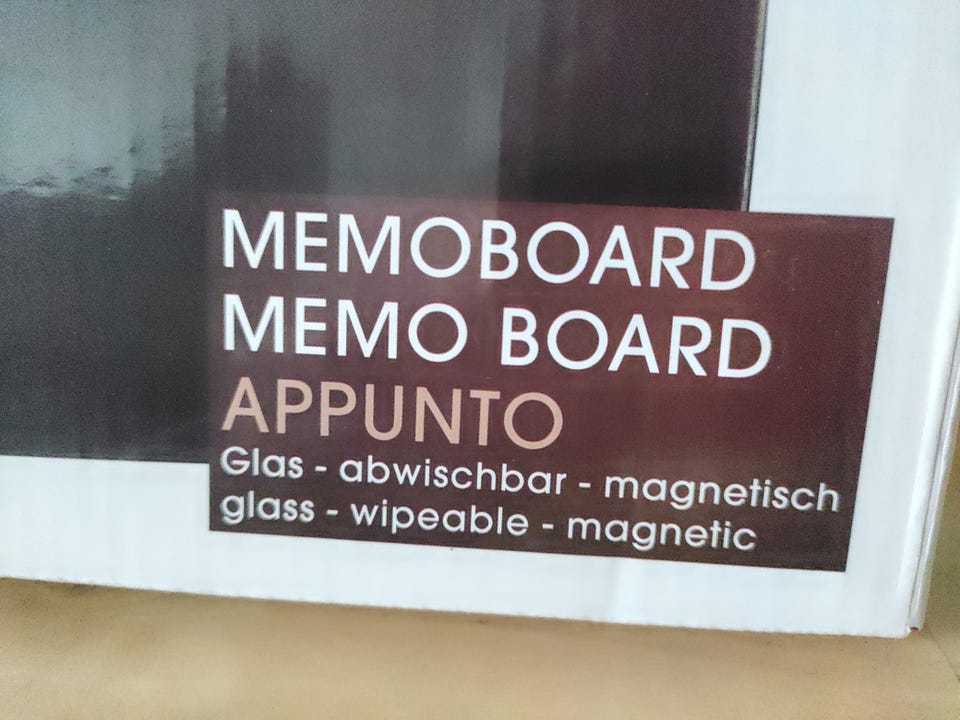 MEMOBOARD
MEMO BOARD
APPUNTO
Glas - abwischbar - magnetisch
glass - wipeable - magnetic